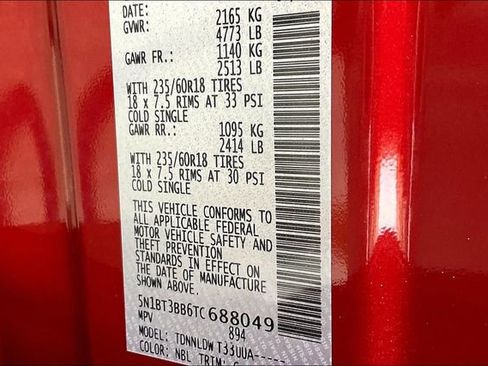 DATE:
GVWR: 2165 KG
4773 LB
GAWR FR.: 1140 KG
2513 LB
WITH 235/60R18 TIRES
18 x 7.5 RIMS AT 33 PSI
COLD SINGLE
GAWR RR.: 1095 KG
2414 LB
WITH 235/60R18 TIRES
18 x 7.5 RIMS AT 30 PSI
COLD SINGLE
THIS VEHICLE CONFORMS TO
ALL APPLICABLE FEDERAL
MOTOR VEHICLE SAFETY AND
THEFT PREVENTION
STANDARDS IN EFFECT ON
THE DATE OF MANUFACTURE
SHOWN ABOVE.
5N1BT3BB6TC688049
MPV 894
MODEL: TDNNLDWT33UUA-----
COLOR: NBL TRIM: